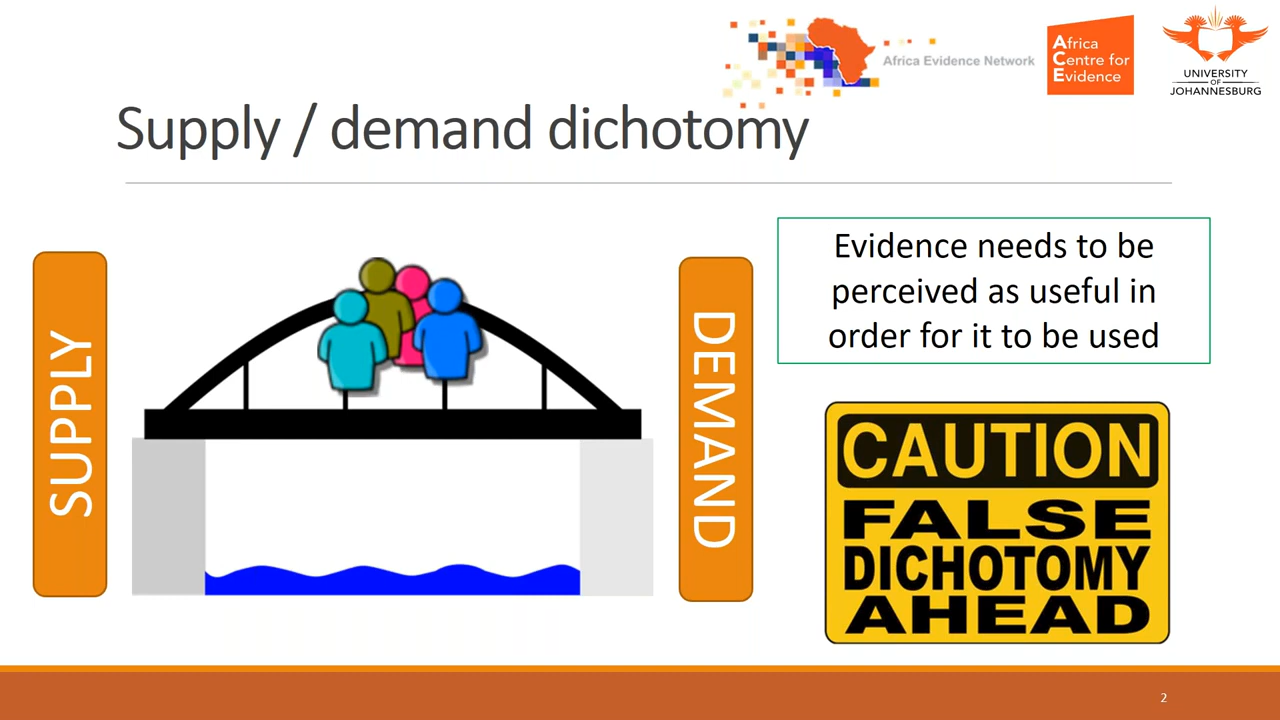 Africa Evidence Network
Africa
Centre for
Evidence
UNIVERSITY
OF
JOHANNESBURG
Supply / demand dichotomy
SUPPLY
DEMAND
Evidence needs to be
perceived as useful in
order for it to be used
CAUTION
FALSE
DICHOTOMY
AHEAD
2